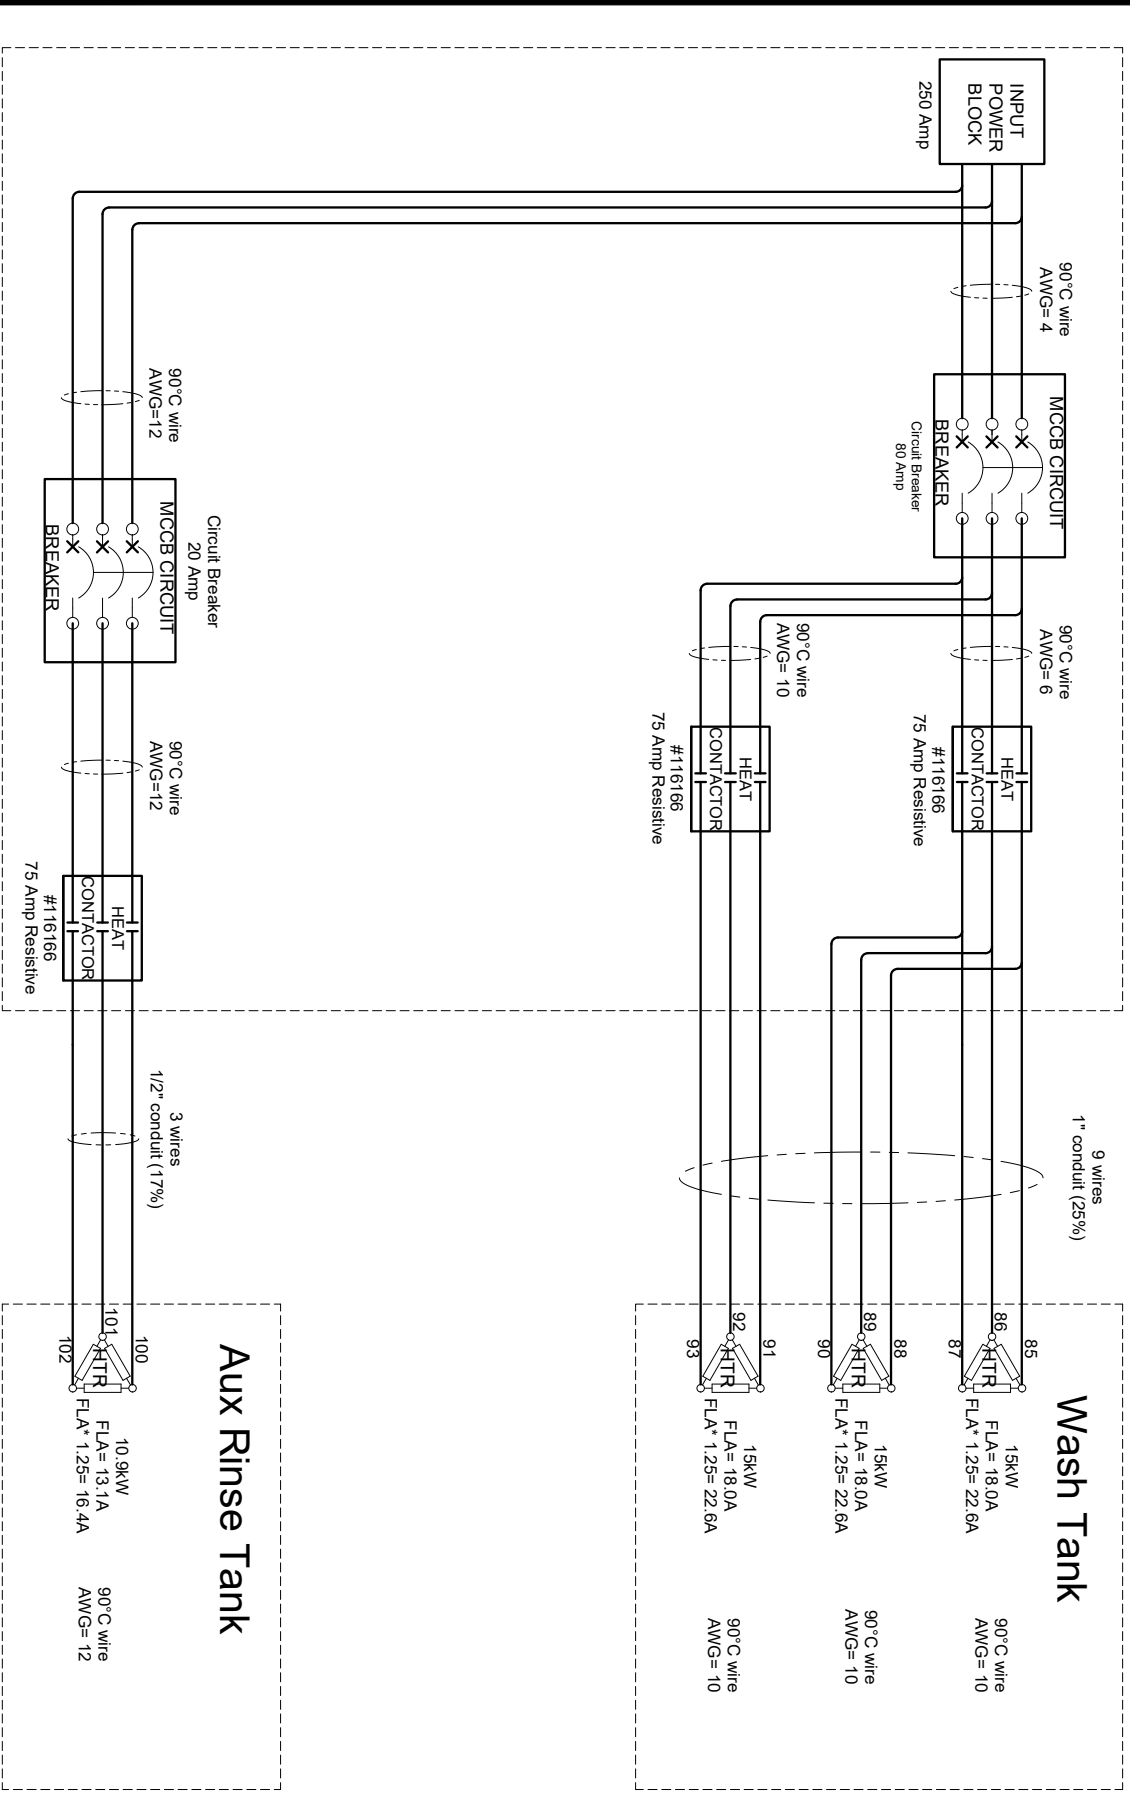 INPUT
POWER
BLOCK
250 Amp
90°C wire
AWG= 4
MCCB CIRCUIT
BREAKER
Circuit Breaker
80 Amp
90°C wire
AWG= 6
HEAT
CONTACTOR
#116166
75 Amp Resistive
90°C wire
AWG= 10
HEAT
CONTACTOR
#116166
75 Amp Resistive
9 wires
1" conduit (25%)
Wash Tank
85
86
87
HTR
15kW
FLA= 18.0A
FLA* 1.25= 22.6A
90°C wire
AWG= 10
88
89
90
HTR
15kW
FLA= 18.0A
FLA* 1.25= 22.6A
90°C wire
AWG= 10
91
92
93
HTR
15kW
FLA= 18.0A
FLA* 1.25= 22.6A
90°C wire
AWG= 10
90°C wire
AWG=12
Circuit Breaker
20 Amp
MCCB CIRCUIT
BREAKER
90°C wire
AWG=12
HEAT
CONTACTOR
#116166
75 Amp Resistive
3 wires
1/2" conduit (17%)
Aux Rinse Tank
100
101
102
HTR
10.9kW
FLA= 13.1A
FLA* 1.25= 16.4A
90°C wire
AWG= 12